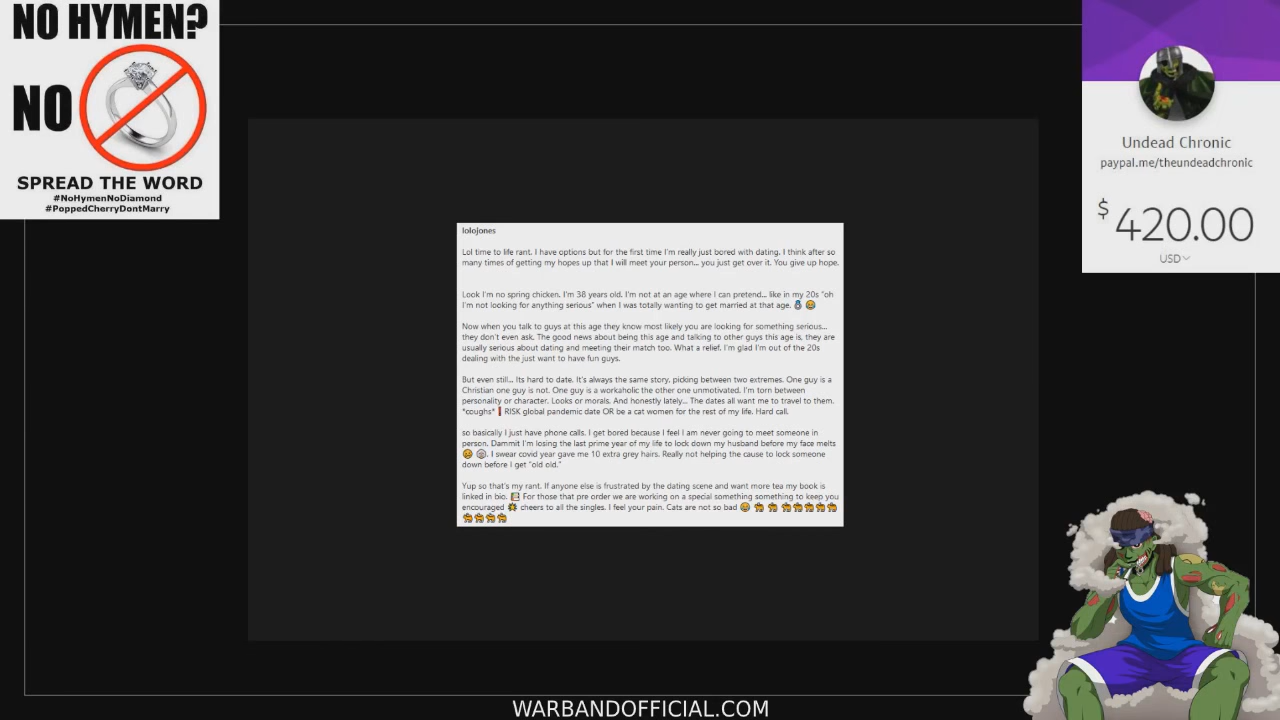 NO HYMEN?
NO
SPREAD THE WORD
#NoHymenNoDiamond
#PoppedCherryDontMarry
Undead Chronic
paypal.me/theundeadchronic
$ 420.00
USD
lolojones
Lol time to life rant. I have options but for the first time I'm really just bored with dating. I think after so
many times of getting my hopes up that I will meet your person... you just get over it. You give up hope.
Look I'm no spring chicken. I'm 38 years old. I'm not at an age where I can pretend... like in my 20s "oh
I'm not looking for anything serious" when I was totally wanting to get married at that age. 💍 😂
Now when you talk to guys at this age they know most likely you are looking for something serious...
they don't even ask. The good news about being this age and talking to other guys this age is, they are
usually serious about dating and meeting their match too. What a relief. I'm glad I'm out of the 20s
dealing with the just want to have fun guys.
But even still... Its hard to date. It's always the same story, picking between two extremes. One guy is a
Christian one guy is not. One guy is a workaholic the other one unmotivated. I'm torn between
personality or character. Looks or morals. And honestly lately... The dates all want me to travel to them.
*coughs*❗RISK global pandemic date OR be a cat women for the rest of my life. Hard call.
so basically I just have phone calls. I get bored because I feel I am never going to meet someone in
person. Dammit I'm losing the last prime year of my life to lock down my husband before my face melts
. I swear covid year gave me 10 extra grey hairs. Really not helping the cause to lock someone
down before I get "old old."
Yup so that's my rant. If anyone else is frustrated by the dating scene and want more tea my book is
linked in bio. For those that pre order we are working on a special something something to keep you
encouraged cheers to all the singles. I feel your pain. Cats are not so bad
WARBANDOFFICIAL.COM